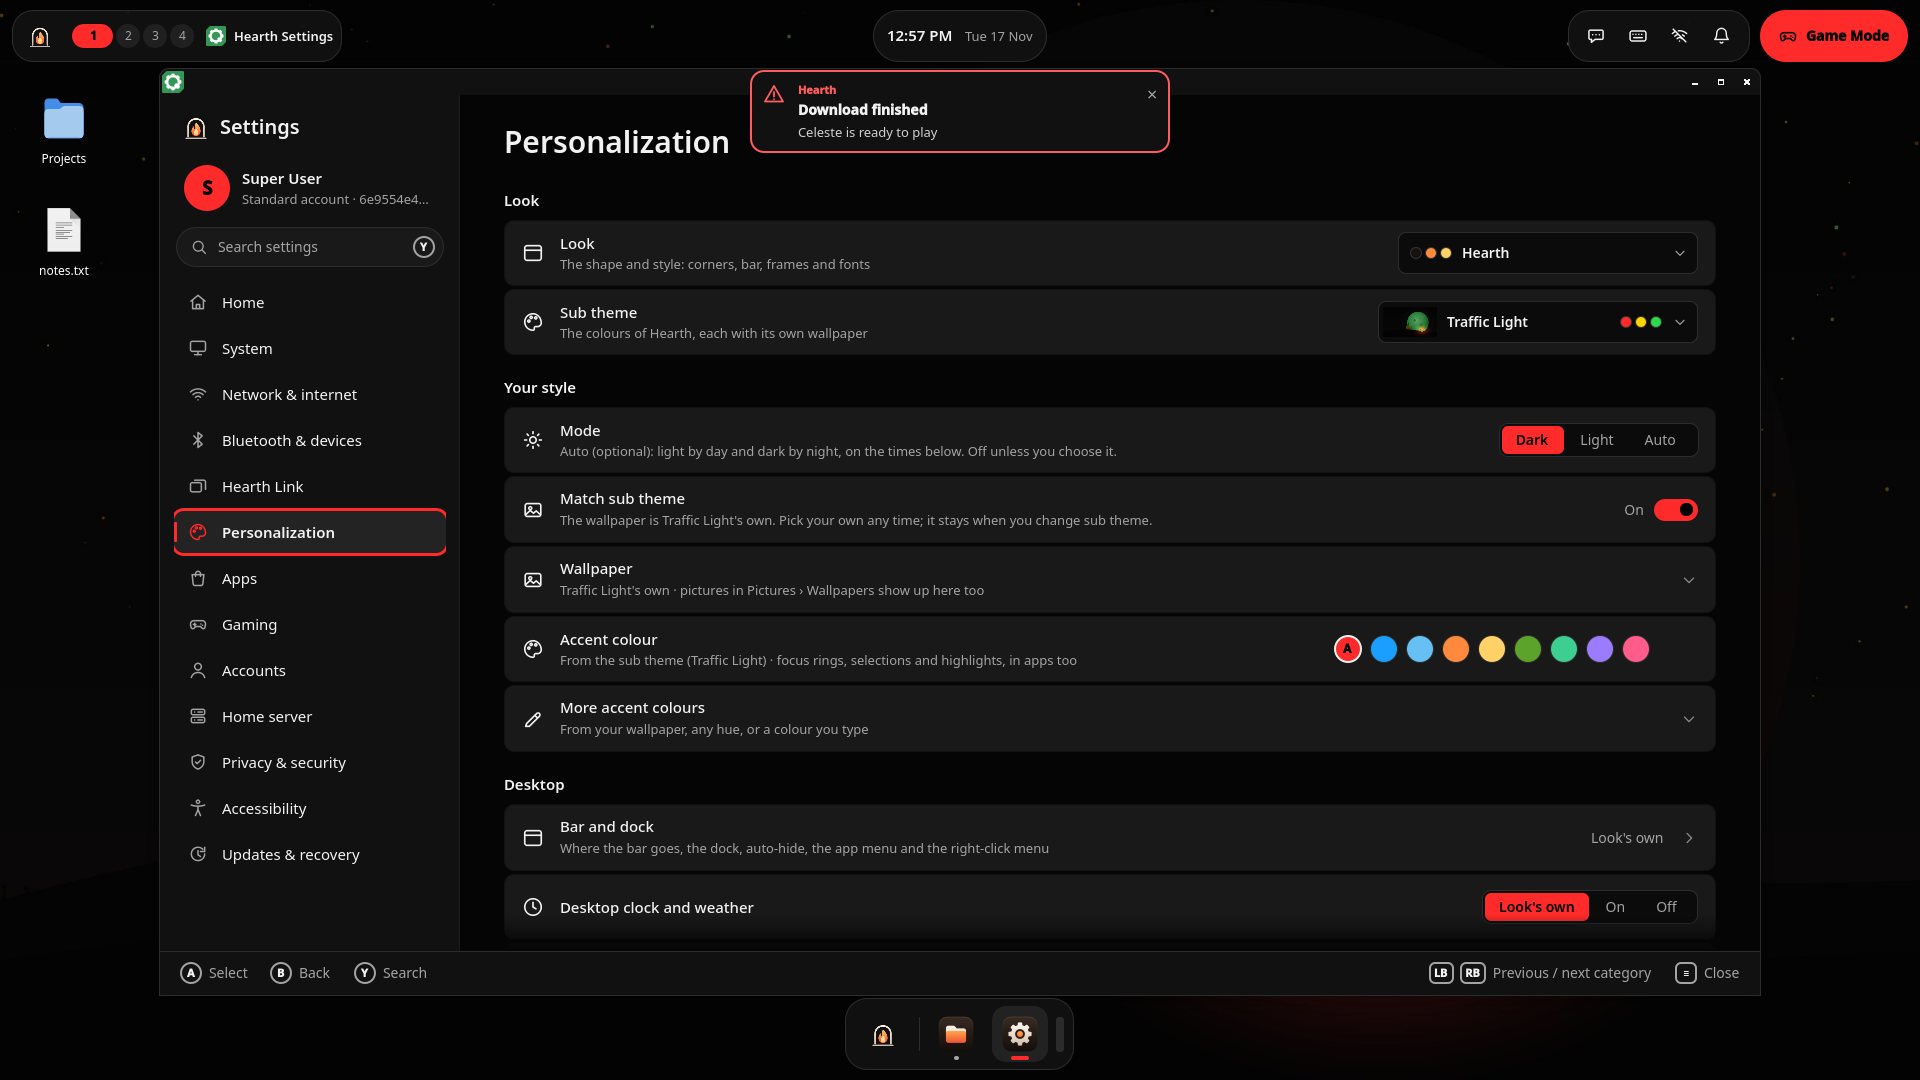 1 2 3 4 Hearth Settings
12:57 PM Tue 17 Nov
Game Mode
Projects
notes.txt
Hearth
Download finished
Celeste is ready to play
Settings
S
Super User
Standard account · 6e9554e4...
Search settings Y
Home
System
Network & internet
Bluetooth & devices
Hearth Link
Personalization
Apps
Gaming
Accounts
Home server
Privacy & security
Accessibility
Updates & recovery
Personalization
Look
Look
The shape and style: corners, bar, frames and fonts
Hearth
Sub theme
The colours of Hearth, each with its own wallpaper
Traffic Light
Your style
Mode
Auto (optional): light by day and dark by night, on the times below. Off unless you choose it.
Dark Light Auto
Match sub theme
The wallpaper is Traffic Light's own. Pick your own any time; it stays when you change sub theme.
On
Wallpaper
Traffic Light's own · pictures in Pictures › Wallpapers show up here too
Accent colour
From the sub theme (Traffic Light) · focus rings, selections and highlights, in apps too
A
More accent colours
From your wallpaper, any hue, or a colour you type
Desktop
Bar and dock
Where the bar goes, the dock, auto-hide, the app menu and the right-click menu
Look's own
Desktop clock and weather
Look's own On Off
A Select B Back Y Search
LB RB Previous / next category ≡ Close